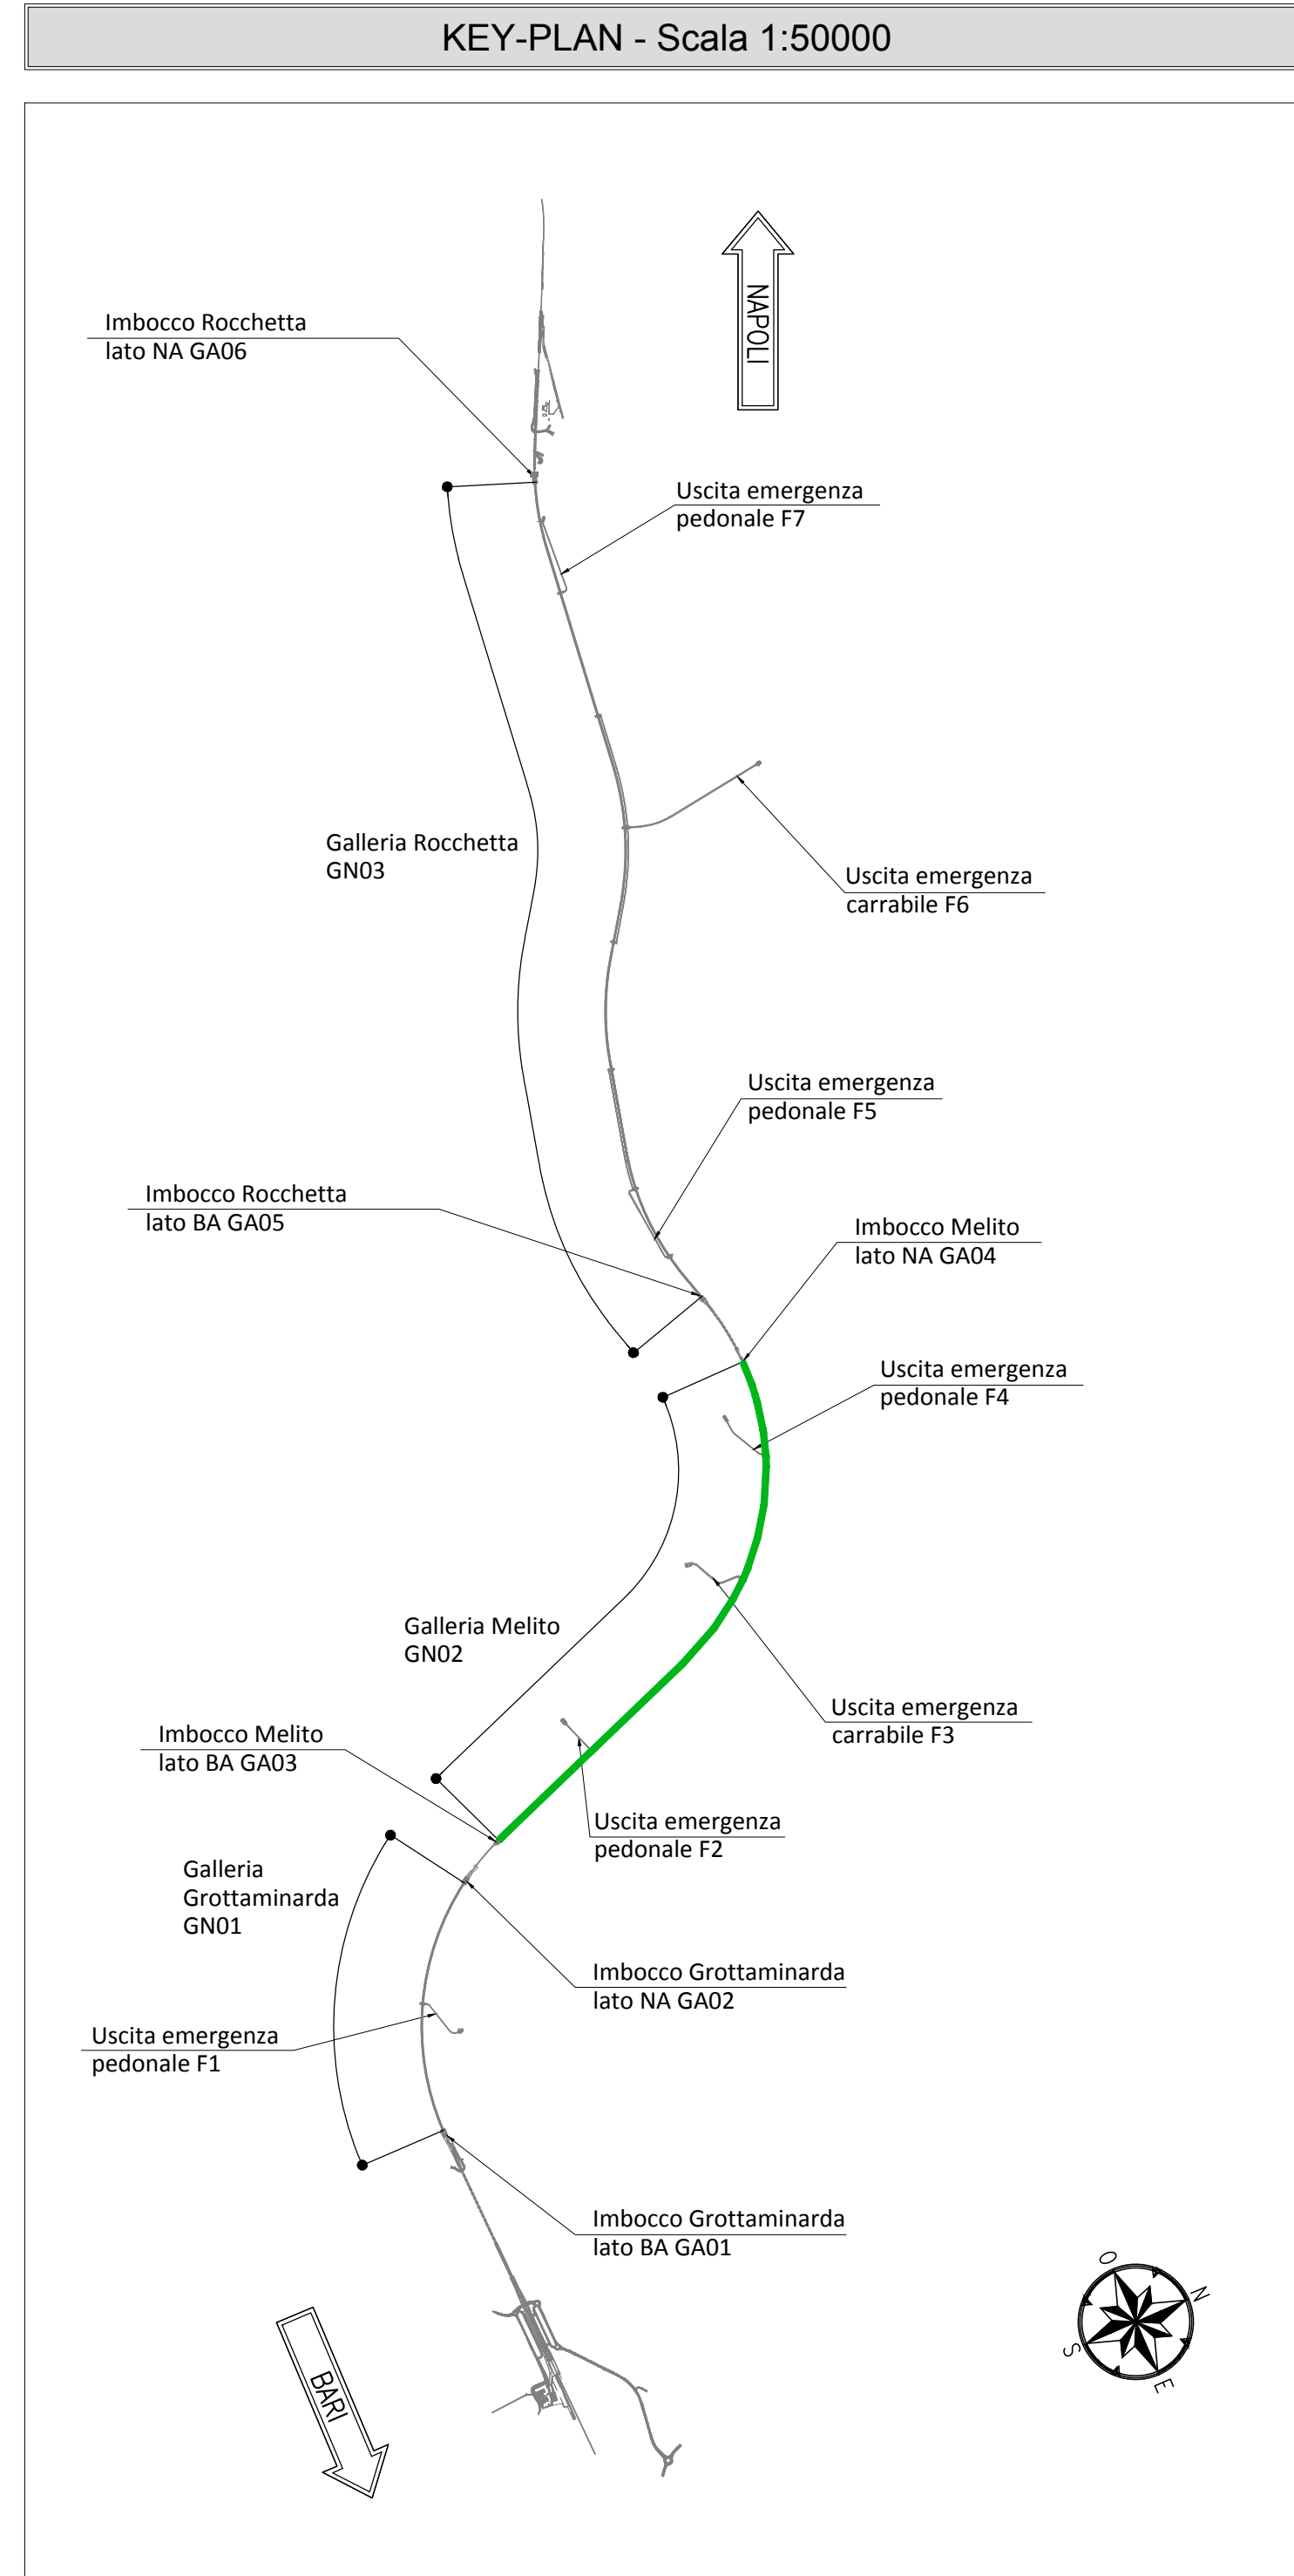 KEY-PLAN - Scala 1:50000
NAPOLI
Imbocco Rocchetta
lato NA GA06
Uscita emergenza
pedonale F7
Galleria Rocchetta
GN03
Uscita emergenza
carrabile F6
Uscita emergenza
pedonale F5
Imbocco Rocchetta
lato BA GA05
Imbocco Melito
lato NA GA04
Uscita emergenza
pedonale F4
Galleria Melito
GN02
Uscita emergenza
carrabile F3
Imbocco Melito
lato BA GA03
Uscita emergenza
pedonale F2
Galleria
Grottaminarda
GN01
Imbocco Grottaminarda
lato NA GA02
Uscita emergenza
pedonale F1
Imbocco Grottaminarda
lato BA GA01
O
N
S
E
BARI